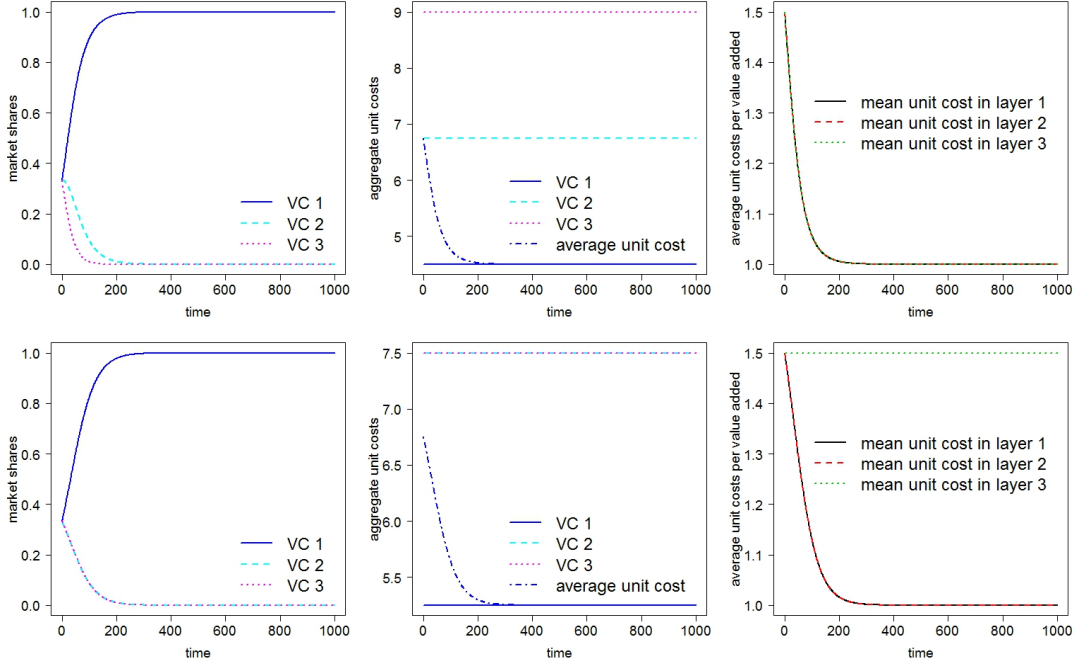 market shares
1.0
0.8
0.6
0.4
0.2
0.0
VC 1
VC 2
VC 3
0 200 400 600 800 1000
time
aggregate unit costs
9
8
7
6
5
VC 1
VC 2
VC 3
average unit cost
0 200 400 600 800 1000
time
average unit costs per value added
1.5
1.4
1.3
1.2
1.1
1.0
mean unit cost in layer 1
mean unit cost in layer 2
mean unit cost in layer 3
0 200 400 600 800 1000
time
market shares
1.0
0.8
0.6
0.4
0.2
0.0
VC 1
VC 2
VC 3
0 200 400 600 800 1000
time
aggregate unit costs
7.5
7.0
6.5
6.0
5.5
VC 1
VC 2
VC 3
average unit cost
0 200 400 600 800 1000
time
average unit costs per value added
1.5
1.4
1.3
1.2
1.1
1.0
mean unit cost in layer 1
mean unit cost in layer 2
mean unit cost in layer 3
0 200 400 600 800 1000
time